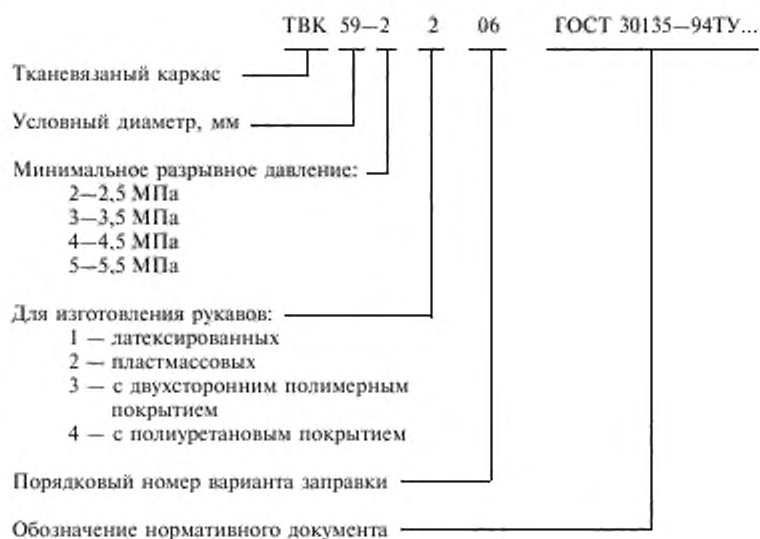 ТВК 59—2 2 06 ГОСТ 30135—94ТУ...
Тканевязаный каркас
Условный диаметр, мм
Минимальное разрывное давление:
2—2,5 МПа
3—3,5 МПа
4—4,5 МПа
5—5,5 МПа
Для изготовления рукавов:
1 — латексированных
2 — пластмассовых
3 — с двухсторонним полимерным
покрытием
4 — с полиуретановым покрытием
Порядковый номер варианта заправки
Обозначение нормативного документа